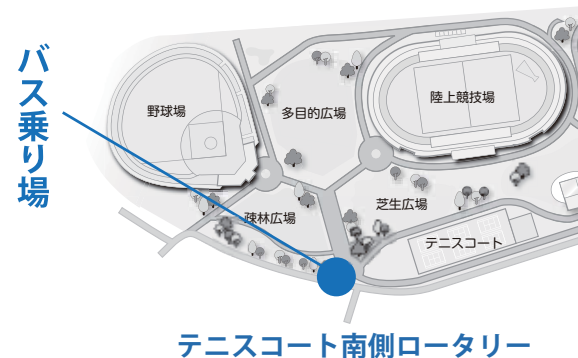 バス乗り場
野球場
多目的広場
陸上競技場
疎林広場
芝生広場
テニスコート
テニスコート南側ロータリー